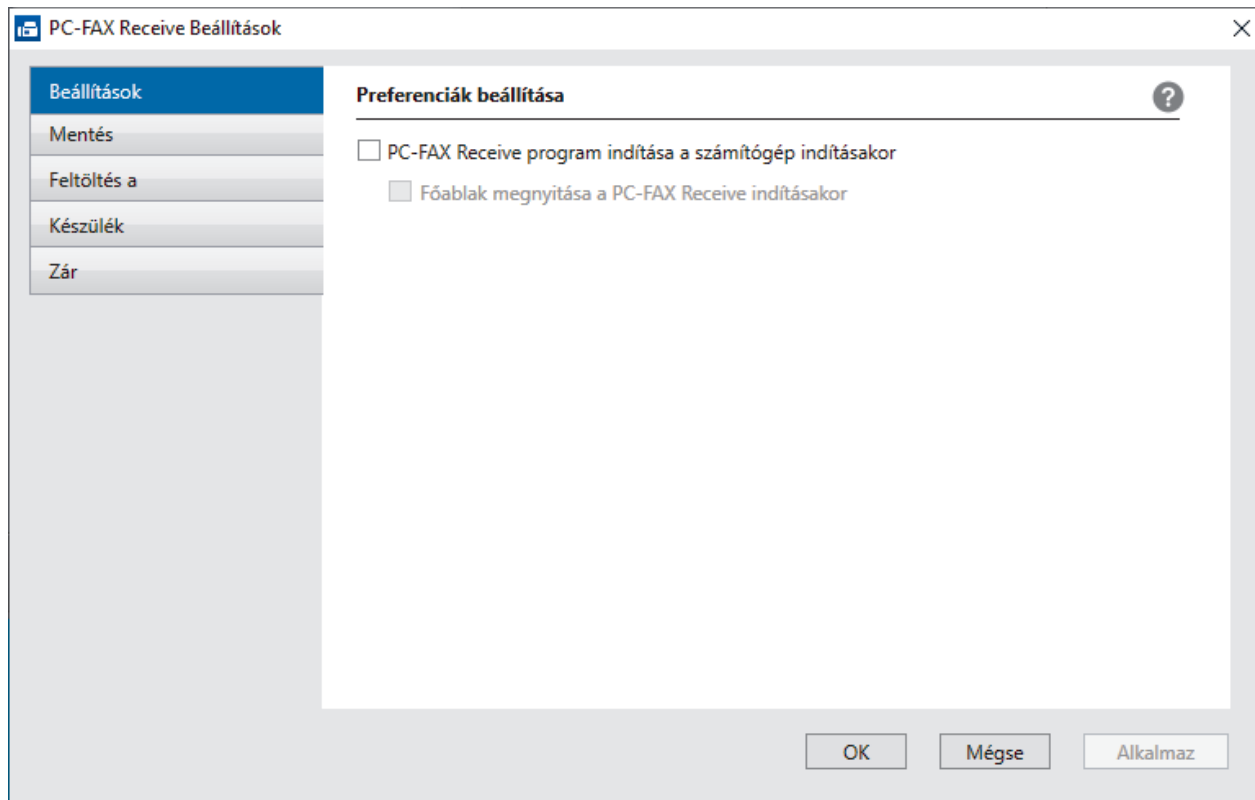 PC-FAX Receive Beállítások
Beállítások
Mentés
Feltöltés a
Készülék
Zár
Preferenciák beállítása
?
PC-FAX Receive program indítása a számítógép indításakor
Főablak megnyitása a PC-FAX Receive indításakor
OK
Mégse
Alkalmaz